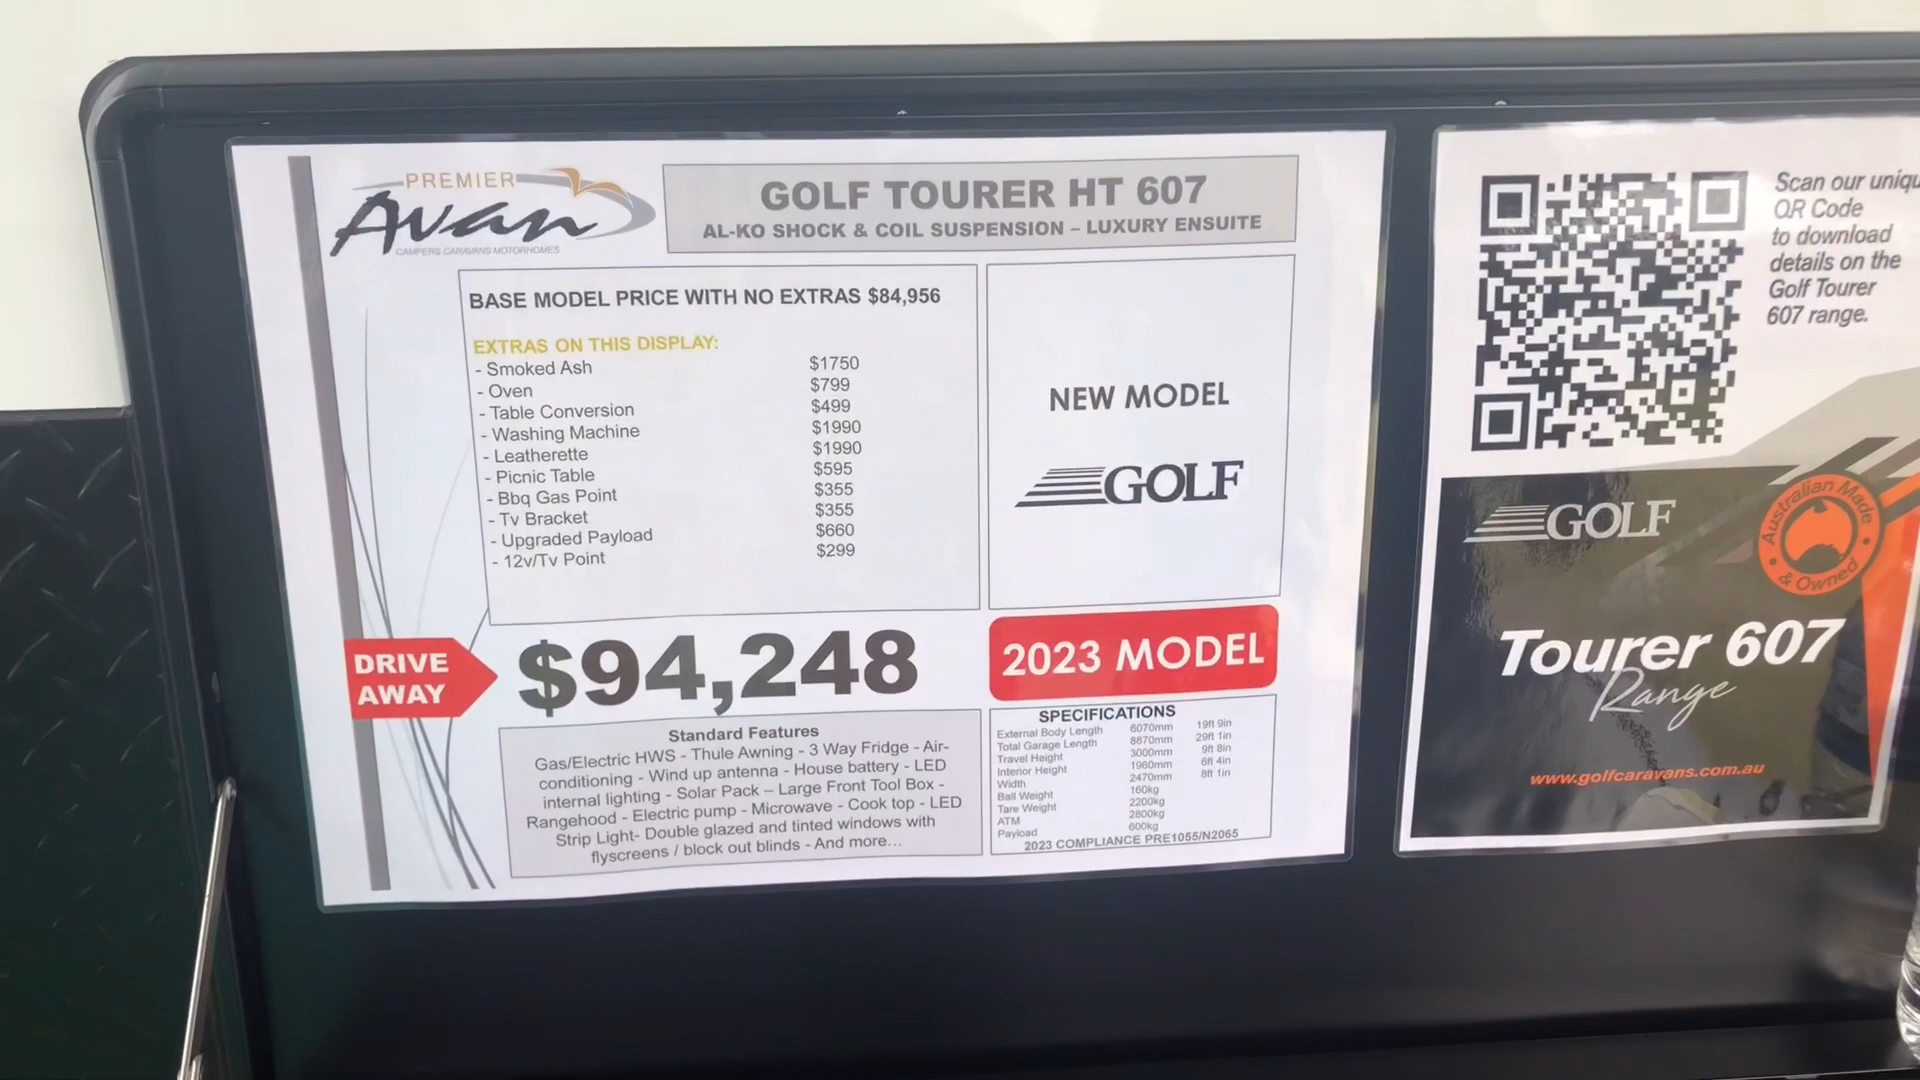 PREMIER
Avan
CAMPERS CARAVANS MOTORHOMES
GOLF TOURER HT 607
AL-KO SHOCK & COIL SUSPENSION – LUXURY ENSUITE
BASE MODEL PRICE WITH NO EXTRAS $84,956
EXTRAS ON THIS DISPLAY:
- Smoked Ash $1750
- Oven $799
- Table Conversion $499
- Washing Machine $1990
- Leatherette $1990
- Picnic Table $595
- Bbq Gas Point $355
- Tv Bracket $355
- Upgraded Payload $660
- 12v/Tv Point $299
NEW MODEL
GOLF
DRIVE
AWAY
$94,248
2023 MODEL
Standard Features
Gas/Electric HWS - Thule Awning - 3 Way Fridge - Air-
conditioning - Wind up antenna - House battery - LED
internal lighting - Solar Pack – Large Front Tool Box -
Rangehood - Electric pump - Microwave - Cook top - LED
Strip Light- Double glazed and tinted windows with
flyscreens / block out blinds - And more...
SPECIFICATIONS
External Body Length 6070mm 19ft 9in
Total Garage Length 8870mm 29ft 1in
Travel Height 3000mm 9ft 8in
Interior Height 1960mm 6ft 4in
Width 2470mm 8ft 1in
Ball Weight 160kg
Tare Weight 2200kg
ATM 2800kg
Payload 600kg
2023 COMPLIANCE PRE1055/N2065
Scan our uniqu
QR Code
to download
details on the
Golf Tourer
607 range.
GOLF
Australian Made
& Owned
Tourer 607
Range
www.golfcaravans.com.au